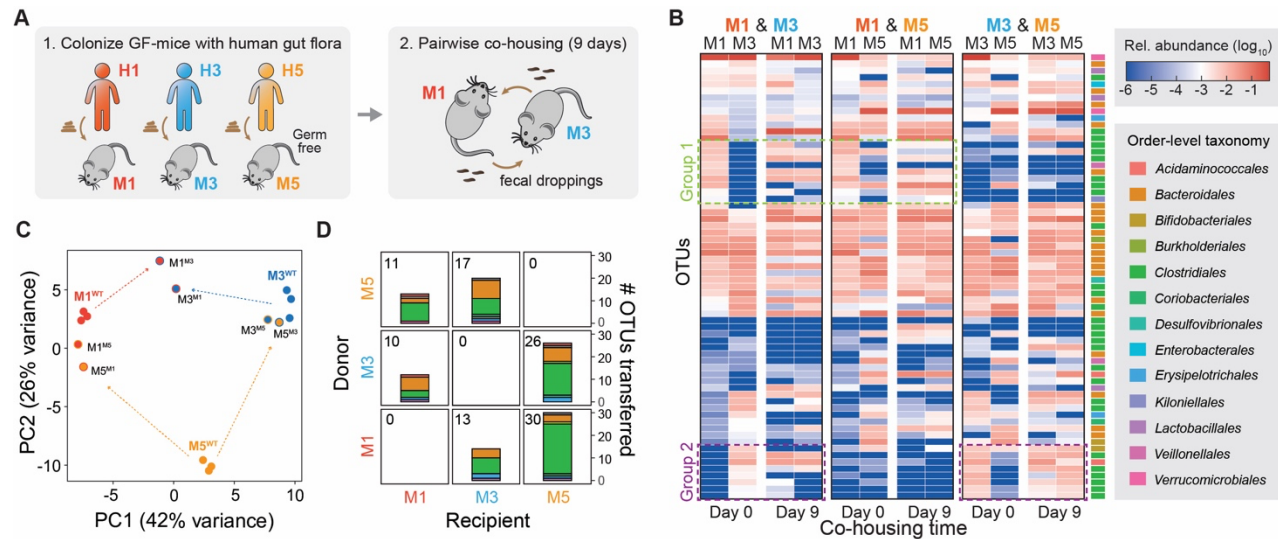 A
1. Colonize GF-mice with human gut flora
H1
H3
H5
Germ
free
M1
M3
M5
2. Pairwise co-housing (9 days)
M1
M3
fecal droppings
B
M1 & M3
M1 & M5
M3 & M5
M1 M3 M1 M3
M1 M5 M1 M5
M3 M5 M3 M5
Group 1
OTUs
Group 2
Day 0 Day 9
Day 0 Day 9
Day 0 Day 9
Co-housing time
Rel. abundance (log10)
-6 -5 -4 -3 -2 -1
Order-level taxonomy
Acidaminococcales
Bacteroidales
Bifidobacteriales
Burkholderiales
Clostridiales
Coriobacteriales
Desulfovibrionales
Enterobacterales
Erysipelotrichales
Kiloniellales
Lactobacillales
Veillonellales
Verrucomicrobiales
C
PC2 (26% variance)
5
0
-5
-10
M1M3
M1WT
M3M1
M3WT
M3M5
M5M3
M1M5
M5M1
M5WT
-5 0 5 10
PC1 (42% variance)
D
Donor
M5
M3
M1
11 17 0
10 0 26
0 13 30
30
20
10
0
30
20
10
0
30
20
10
0
# OTUs transferred
M1 M3 M5
Recipient